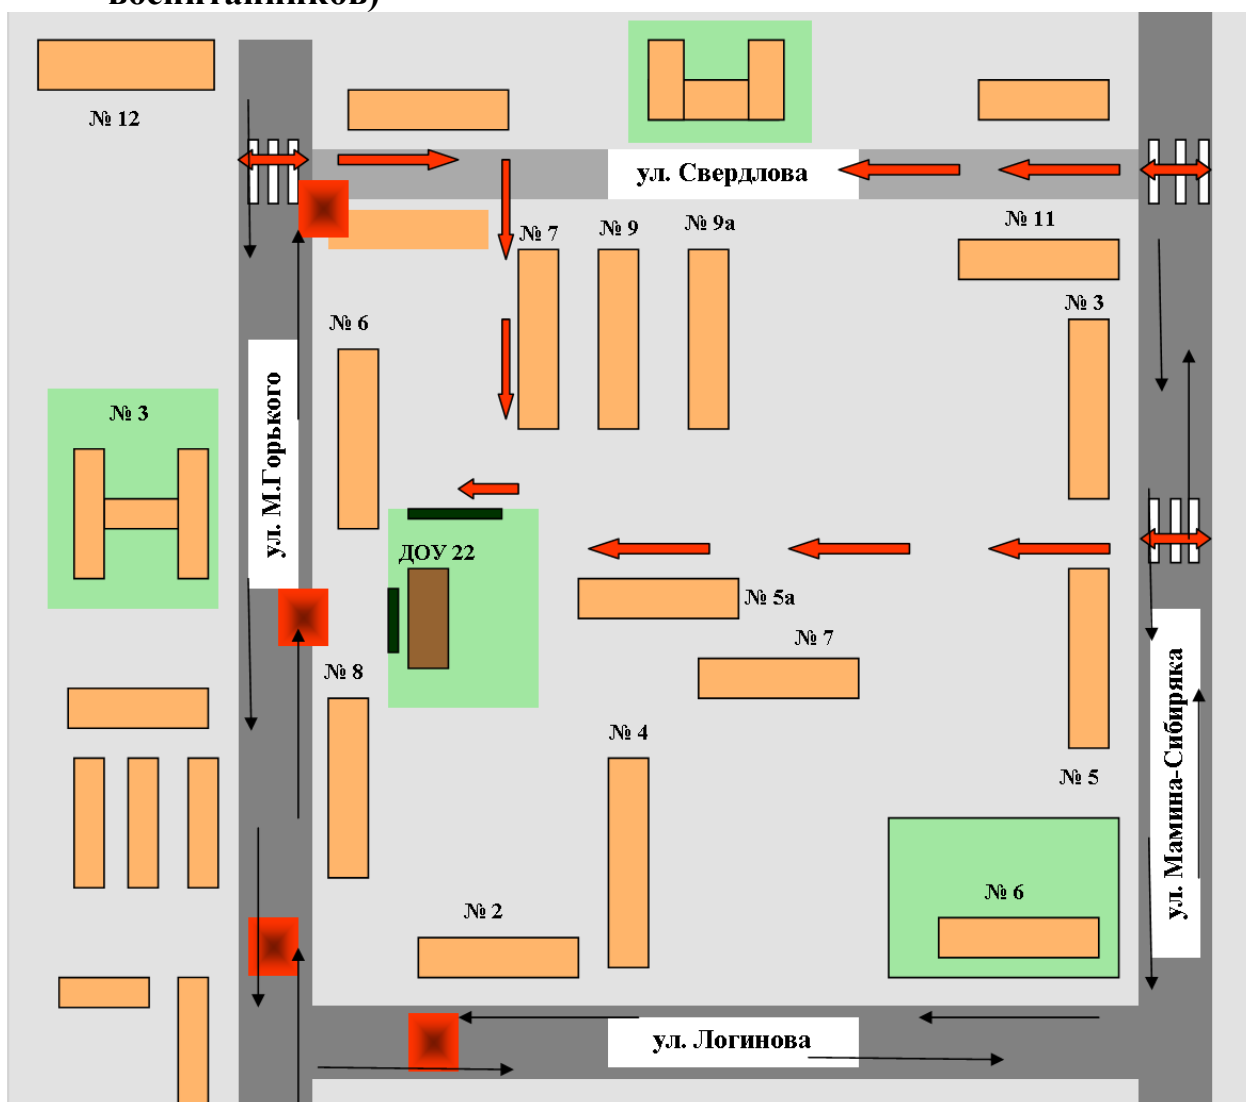 воспитанников)
№ 12
ул. Свердлова
№ 7
№ 9
№ 9а
№ 11
№ 3
№ 6
№ 3
ул. М.Горького
ДОУ 22
№ 5а
№ 7
№ 8
№ 4
№ 5
ул. Мамина-Сибиряка
№ 6
№ 2
ул. Логинова